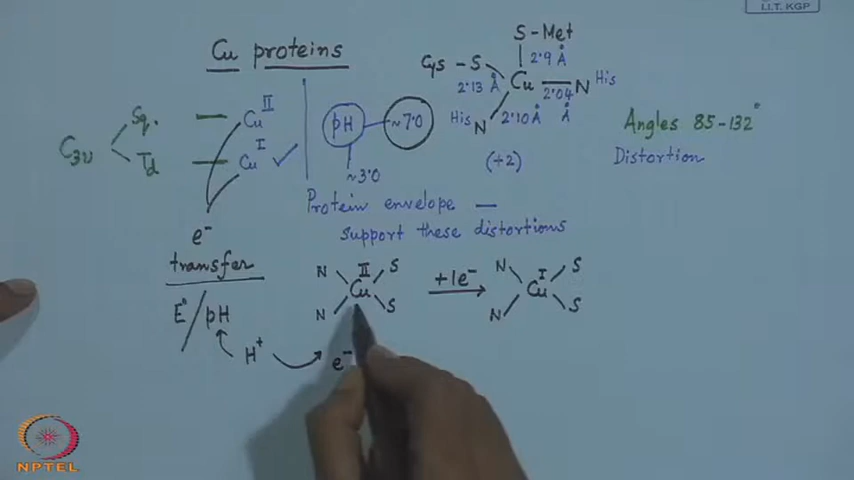 I.I.T. KGP
Cu proteins
S - Met
Cys - S
2.9 Å
2.13 Å
Cu
2.04 Å
N His
His N
2.10 Å
(+2)
Angles 85-132°
Distortion
C3v
Sq.
Td
Cu II
Cu I ✓
pH
~7.0
~3.0
Protein envelope —
support these distortions
e⁻
transfer
E°/pH
H⁺
e⁻
N S
II
Cu
N S
+1e⁻
N S
I
Cu
N S
NPTEL